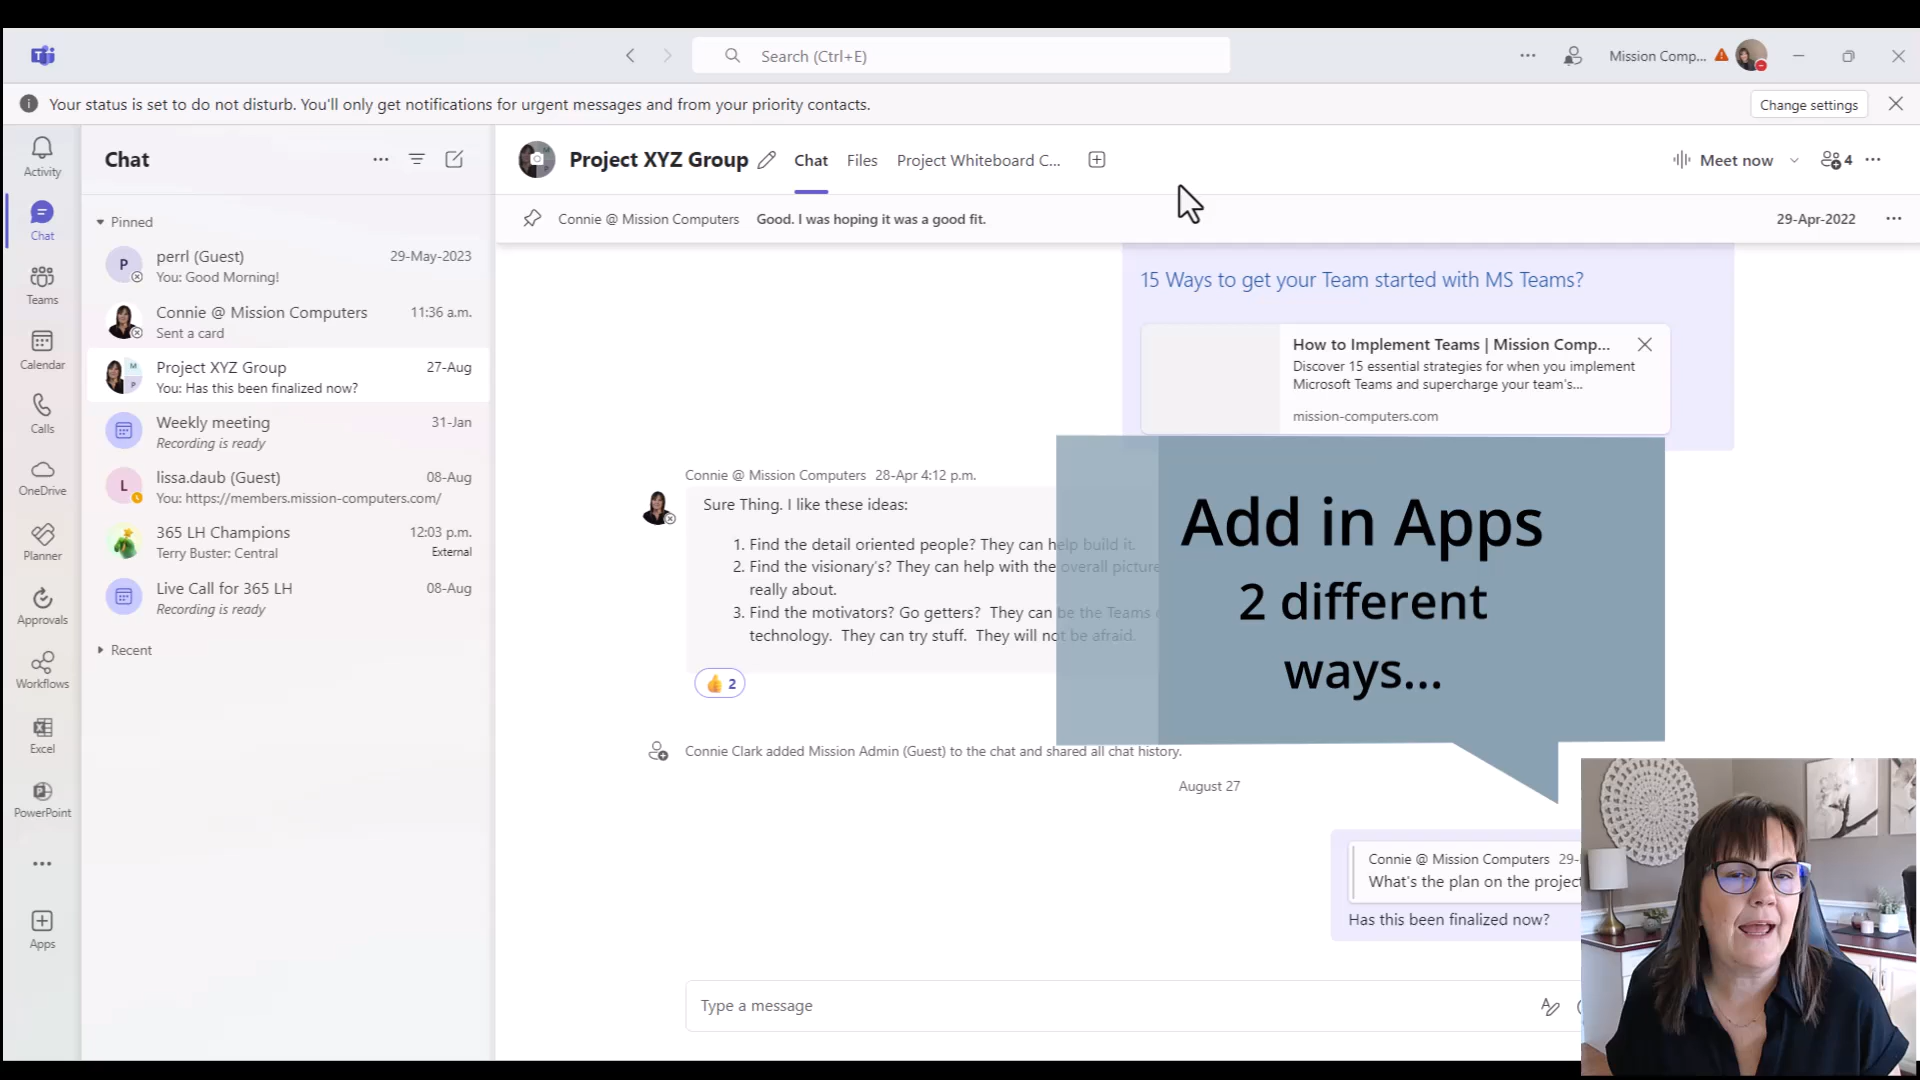 Search (Ctrl+E)
Mission Comp...
Your status is set to do not disturb. You'll only get notifications for urgent messages and from your priority contacts.
Change settings
Activity
Chat
Teams
Calendar
Calls
OneDrive
Planner
Approvals
Workflows
Excel
PowerPoint
Apps
Chat
Pinned
P
perrl (Guest)
29-May-2023
You: Good Morning!
Connie @ Mission Computers
11:36 a.m.
Sent a card
M
P
Project XYZ Group
27-Aug
You: Has this been finalized now?
Weekly meeting
31-Jan
Recording is ready
L
lissa.daub (Guest)
08-Aug
You: https://members.mission-computers.com/
365 LH Champions
12:03 p.m.
Terry Buster: Central
External
Live Call for 365 LH
08-Aug
Recording is ready
Recent
Project XYZ Group
Chat
Files
Project Whiteboard C...
Meet now
4
Connie @ Mission Computers Good. I was hoping it was a good fit.
29-Apr-2022
15 Ways to get your Team started with MS Teams?
How to Implement Teams | Mission Comp...
Discover 15 essential strategies for when you implement
Microsoft Teams and supercharge your team's...
mission-computers.com
Connie @ Mission Computers 28-Apr 4:12 p.m.
Sure Thing. I like these ideas:
1. Find the detail oriented people? They can help build it.
2. Find the visionary's? They can help with the overall picture
really about.
3. Find the motivators? Go getters? They can be the Teams
technology. They can try stuff. They will not be afraid.
2
Add in Apps
2 different
ways...
Connie Clark added Mission Admin (Guest) to the chat and shared all chat history.
August 27
Connie @ Mission Computers 29-
What's the plan on the project
Has this been finalized now?
Type a message